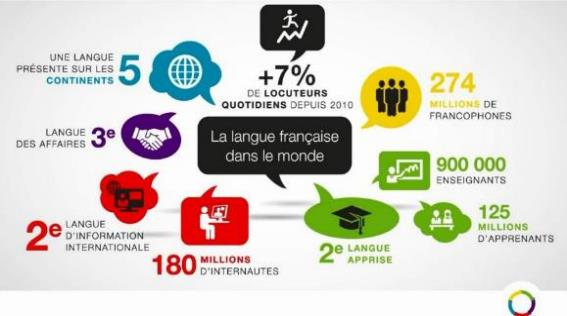 UNE LANGUE
PRÉSENTE SUR LES
CONTINENTS
5
+7%
DE LOCUTEURS
QUOTIDIENS DEPUIS 2010
274
MILLIONS DE
FRANCOPHONES
LANGUE
DES AFFAIRES
3e
La langue française
dans le monde
900 000
ENSEIGNANTS
2e
LANGUE
D'INFORMATION
INTERNATIONALE
180
MILLIONS
D'INTERNAUTES
2e
LANGUE
APPRISE
125
MILLIONS
D'APPRENANTS